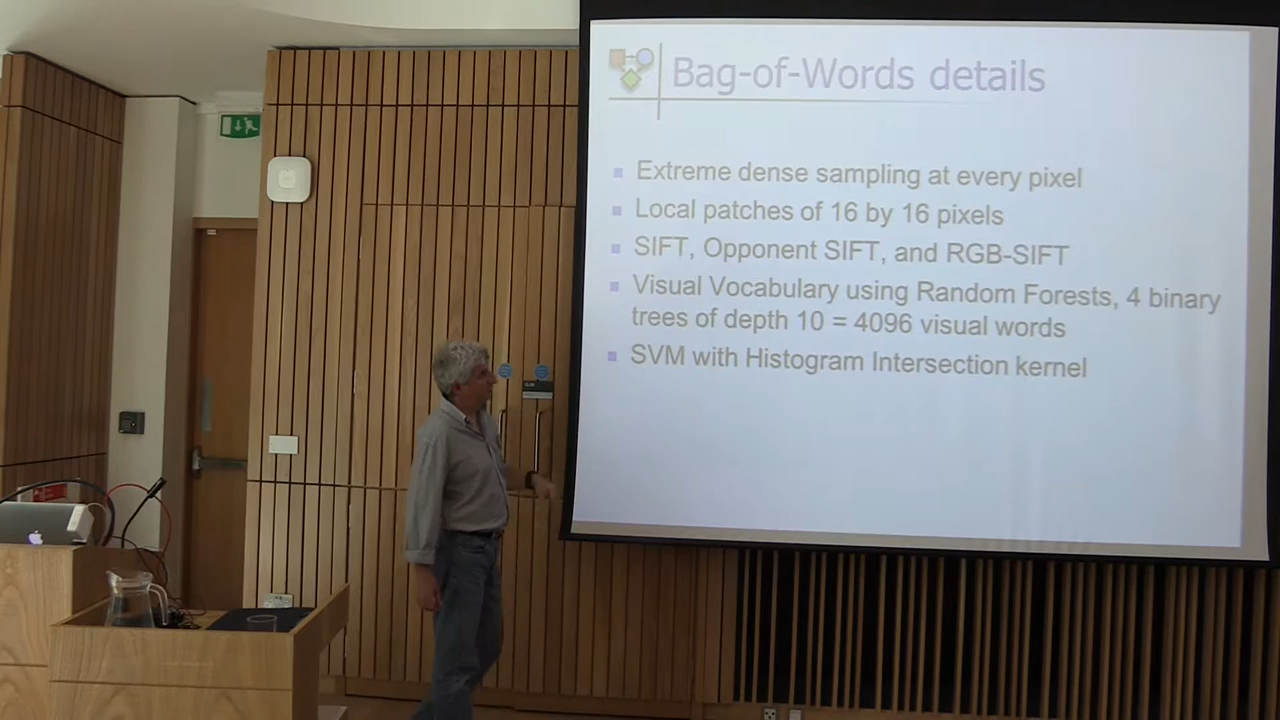 Bag-of-Words details
Extreme dense sampling at every pixel
Local patches of 16 by 16 pixels
SIFT, Opponent SIFT, and RGB-SIFT
Visual Vocabulary using Random Forests, 4 binary
trees of depth 10 = 4096 visual words
SVM with Histogram Intersection kernel